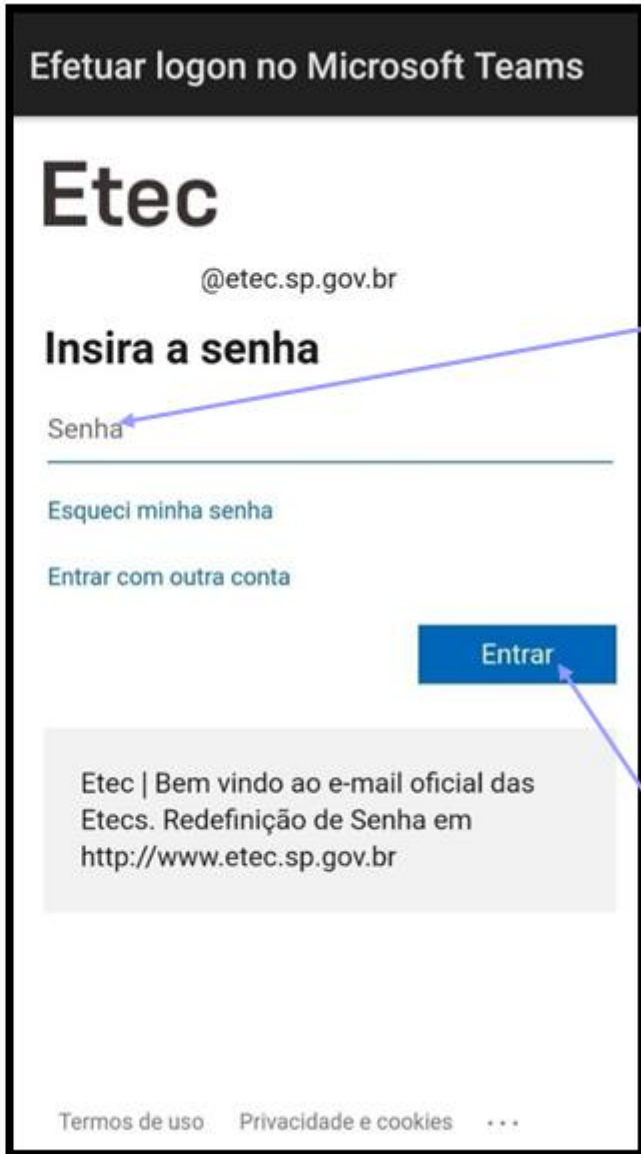 Efetuar logon no Microsoft Teams
Etec
@etec.sp.gov.br
Insira a senha
Senha
Esqueci minha senha
Entrar com outra conta
Entrar
Etec | Bem vindo ao e-mail oficial das
Etecs. Redefinição de Senha em
http://www.etec.sp.gov.br
Termos de uso Privacidade e cookies ...